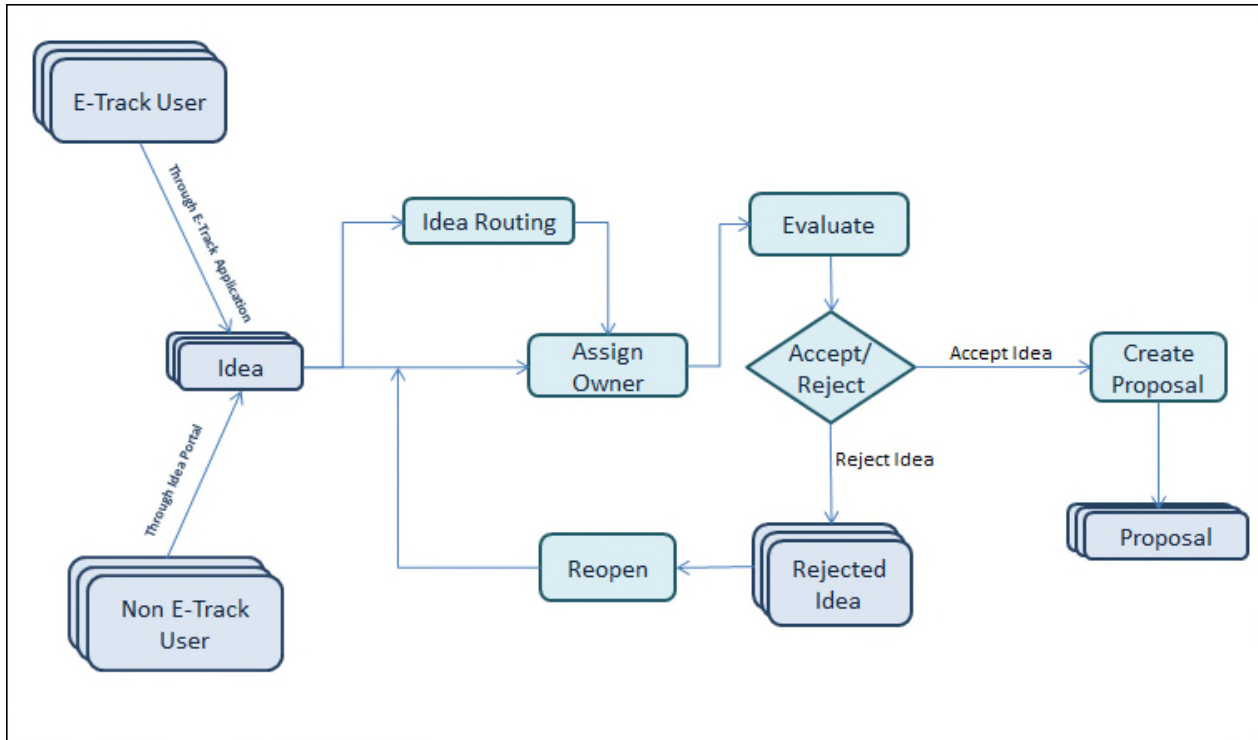 E-Track User
Through E-Track Application
Idea Routing
Evaluate
Idea
Assign
Owner
Accept/
Reject
Accept Idea
Create
Proposal
Through Idea Portal
Reject Idea
Non E-Track
User
Reopen
Rejected
Idea
Proposal